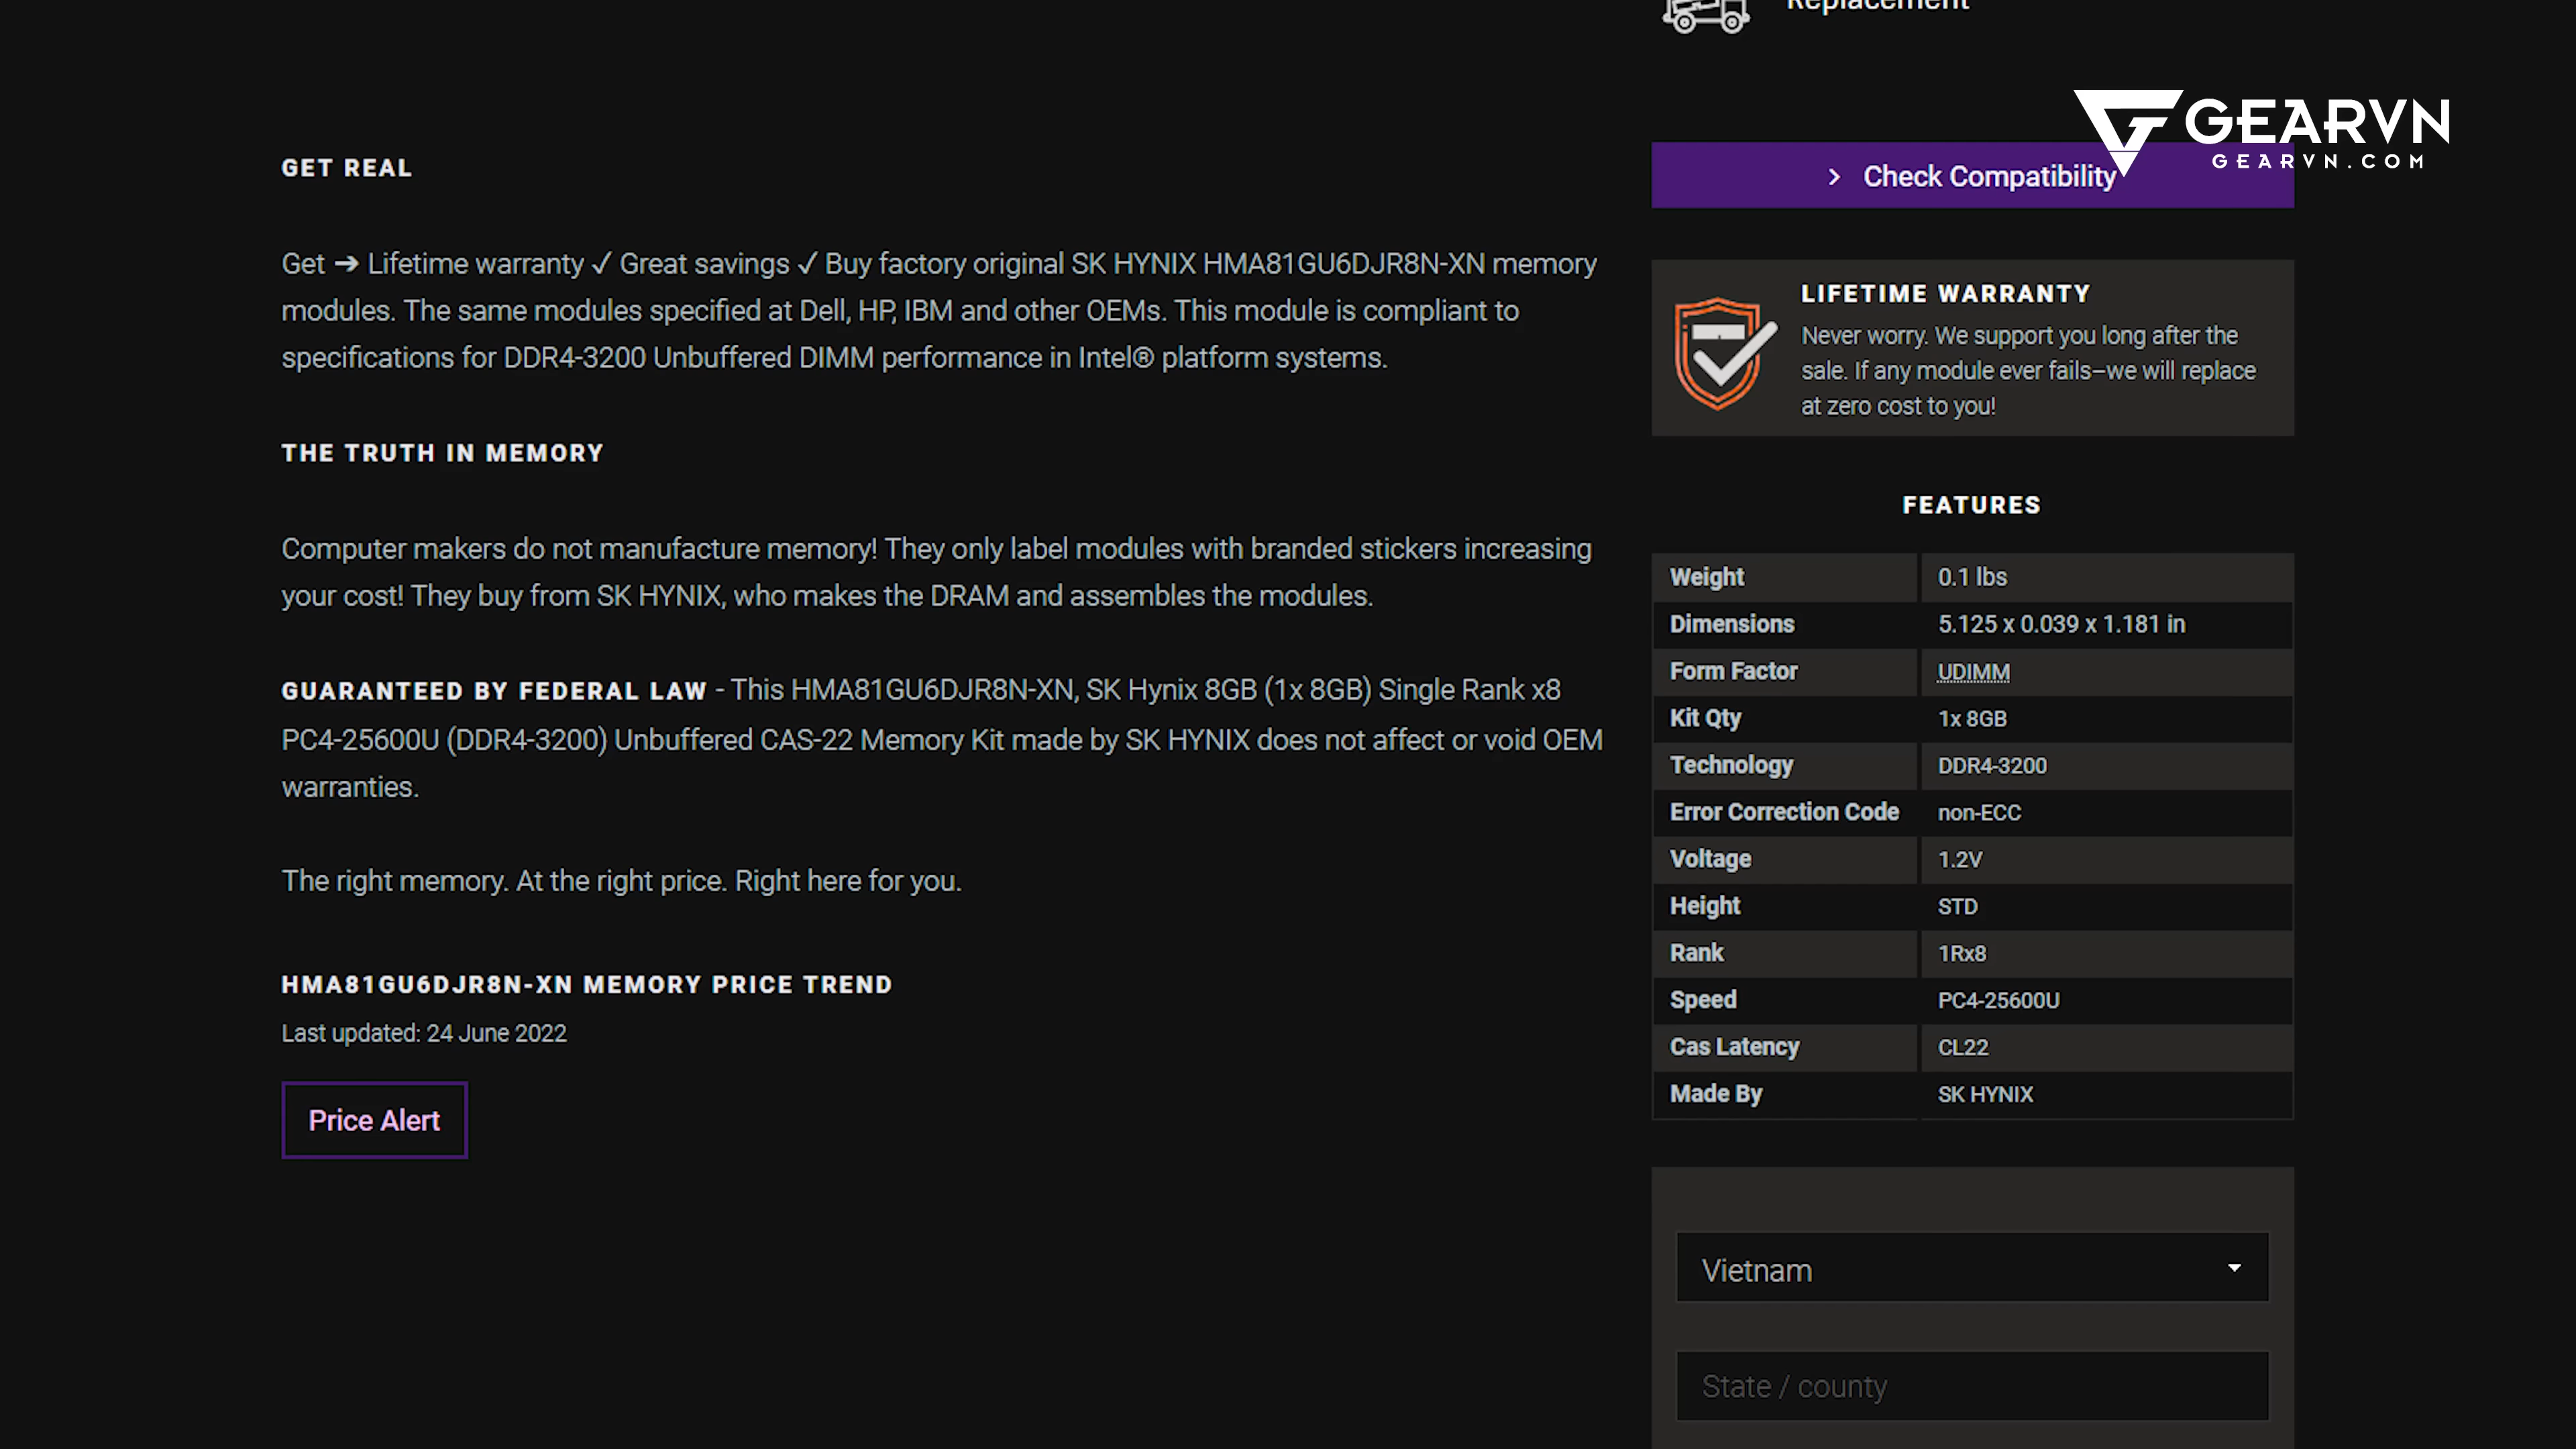 Replacement
GEARVN
GEARVN.COM
GET REAL
Get ➔ Lifetime warranty ✓ Great savings ✓ Buy factory original SK HYNIX HMA81GU6DJR8N-XN memory
modules. The same modules specified at Dell, HP, IBM and other OEMs. This module is compliant to
specifications for DDR4-3200 Unbuffered DIMM performance in Intel® platform systems.
THE TRUTH IN MEMORY
Computer makers do not manufacture memory! They only label modules with branded stickers increasing
your cost! They buy from SK HYNIX, who makes the DRAM and assembles the modules.
GUARANTEED BY FEDERAL LAW - This HMA81GU6DJR8N-XN, SK Hynix 8GB (1x 8GB) Single Rank x8
PC4-25600U (DDR4-3200) Unbuffered CAS-22 Memory Kit made by SK HYNIX does not affect or void OEM
warranties.
The right memory. At the right price. Right here for you.
HMA81GU6DJR8N-XN MEMORY PRICE TREND
Last updated: 24 June 2022
Price Alert
› Check Compatibility
LIFETIME WARRANTY
Never worry. We support you long after the
sale. If any module ever fails–we will replace
at zero cost to you!
FEATURES
Weight 0.1 lbs
Dimensions 5.125 x 0.039 x 1.181 in
Form Factor UDIMM
Kit Qty 1x 8GB
Technology DDR4-3200
Error Correction Code non-ECC
Voltage 1.2V
Height STD
Rank 1Rx8
Speed PC4-25600U
Cas Latency CL22
Made By SK HYNIX
Vietnam
State / county